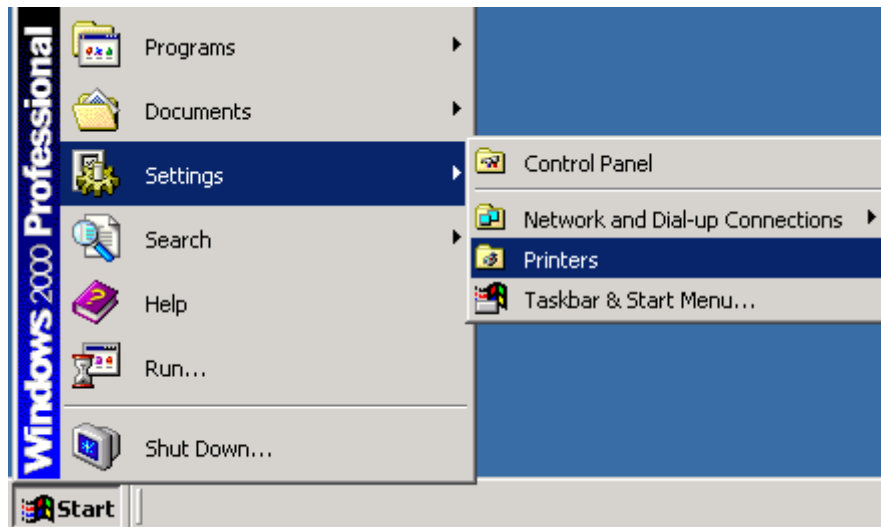 Windows 2000 Professional
Programs
Documents
Settings
Search
Help
Run...
Shut Down...
Control Panel
Network and Dial-up Connections
Printers
Taskbar & Start Menu...
Start